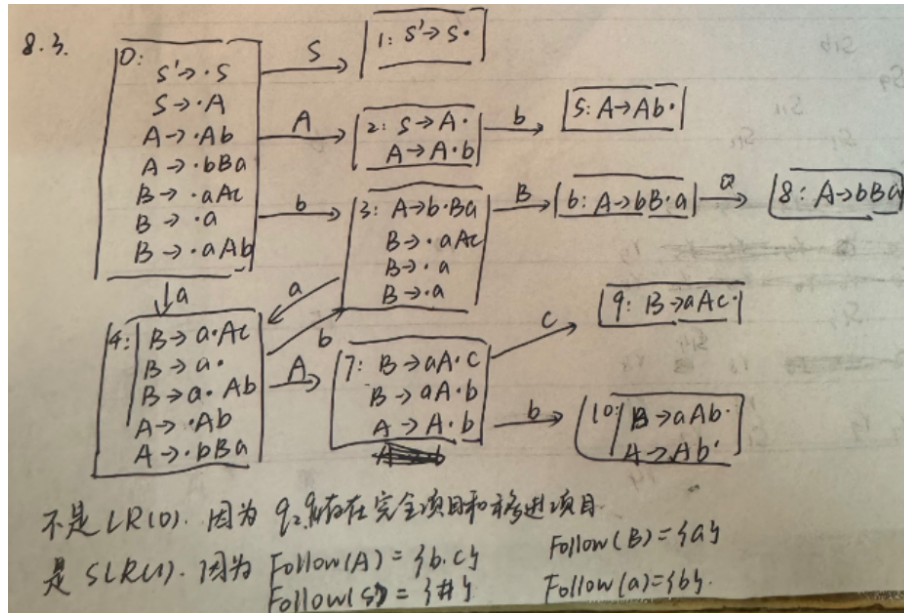 8.3.
0:
S'→·S
S→·A
A→·Ab
A→·bBa
B→·aAc
B→·a
B→·aAb
S
1: S'→S·
A
2: S→A·
A→A·b
b
5: A→Ab·
b
3: A→b·Ba
B→·aAc
B→·a
B→·a
B
6: A→bB·a
a
8: A→bBa
a
a
b
4: B→a·Ac
B→a·
B→a·Ab
A→·Ab
A→·bBa
A
7: B→aA·c
B→aA·b
A→A·b
c
9: B→aAc·
b
10: B→aAb·
A→Ab·
不是LR(0). 因为 q₂,q₄存在完全项目和移进项目
是SLR(1). 因为 Follow(A)={b.c} Follow(B)={a}
Follow(S)={#} Follow(a)={b}.